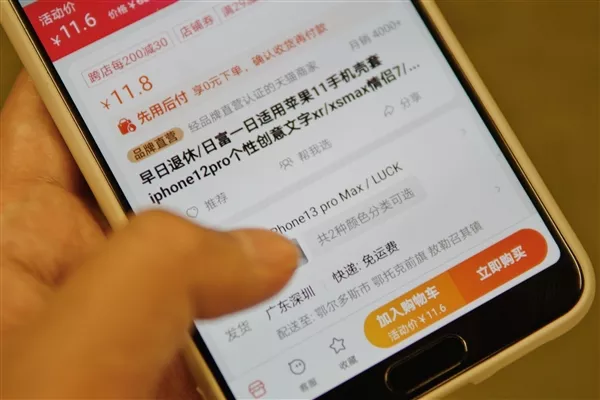 活动价
¥11.6
跨店每200减30 店铺券
¥11.8
月销 4000+
先用后付 享0元下单，确认收货再付款
品牌直营 经品牌直营认证的天猫商家
早日退休/日富一日适用苹果11手机壳套
iphone12pro个性创意文字xr/xsmax情侣7/...
推荐 帮我选 分享
Phone13 pro Max / LUCK
共2种颜色分类可选
发货 广东深圳 快递: 免运费
配送至: 鄂尔多斯市 鄂托克前旗 敖勒召其镇
客服 收藏
加入购物车
活动价¥11.6
立即购买